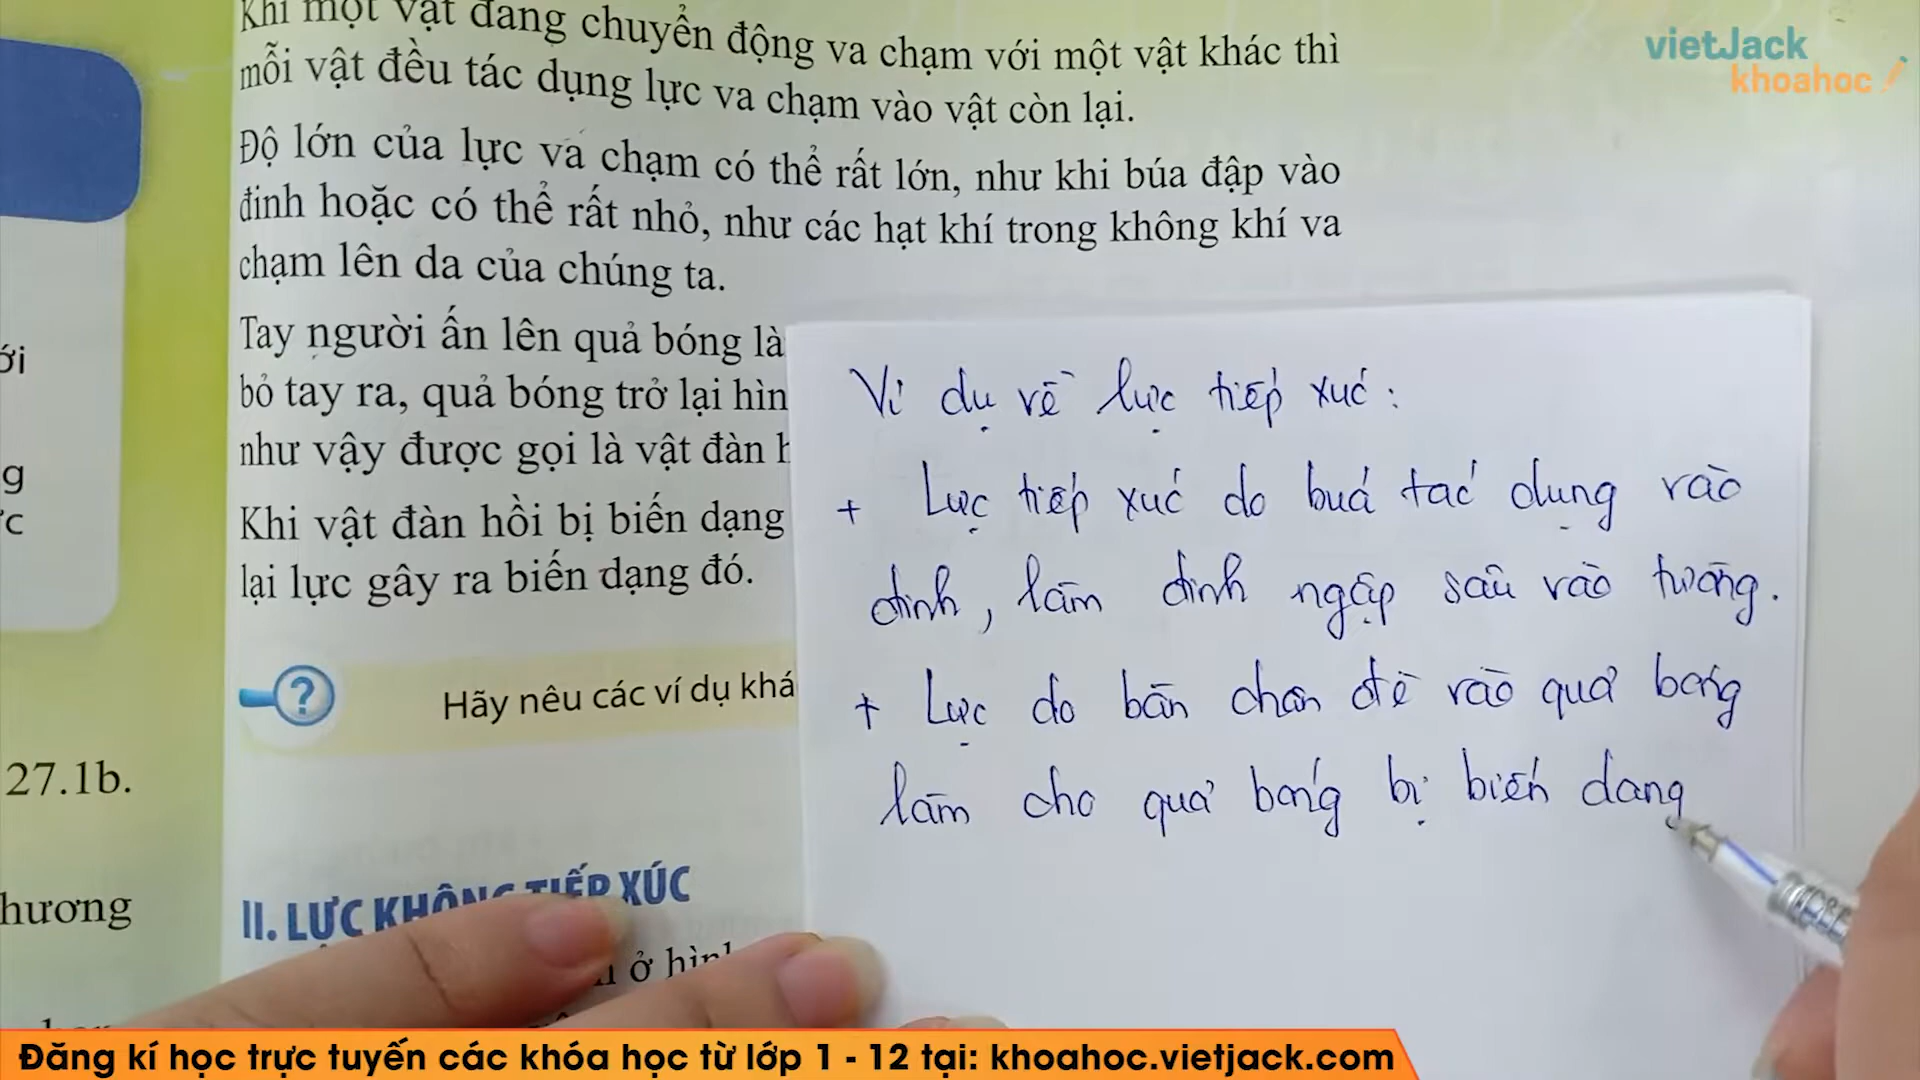 Khi một vật đang chuyển động va chạm với một vật khác thì
mỗi vật đều tác dụng lực va chạm vào vật còn lại.
Độ lớn của lực va chạm có thể rất lớn, như khi búa đập vào
đinh hoặc có thể rất nhỏ, như các hạt khí trong không khí va
chạm lên da của chúng ta.
Tay người ấn lên quả bóng là
bỏ tay ra, quả bóng trở lại hìn
như vậy được gọi là vật đàn h
Khi vật đàn hồi bị biến dạng
lại lực gây ra biến dạng đó.
Hãy nêu các ví dụ khá
II. LỰC KHÔNG TIẾP XÚC
ở hìn
ới
g
c
27.1b.
hương
vietJack
khoahoc
Ví dụ về lực tiếp xúc:
+ Lực tiếp xúc do búa tác dụng vào
đinh, làm đinh ngập sâu vào tường.
+ Lực do bàn chân đè vào quả bóng
làm cho quả bóng bị biến dang
Đăng kí học trực tuyến các khóa học từ lớp 1 - 12 tại: khoahoc.vietjack.com